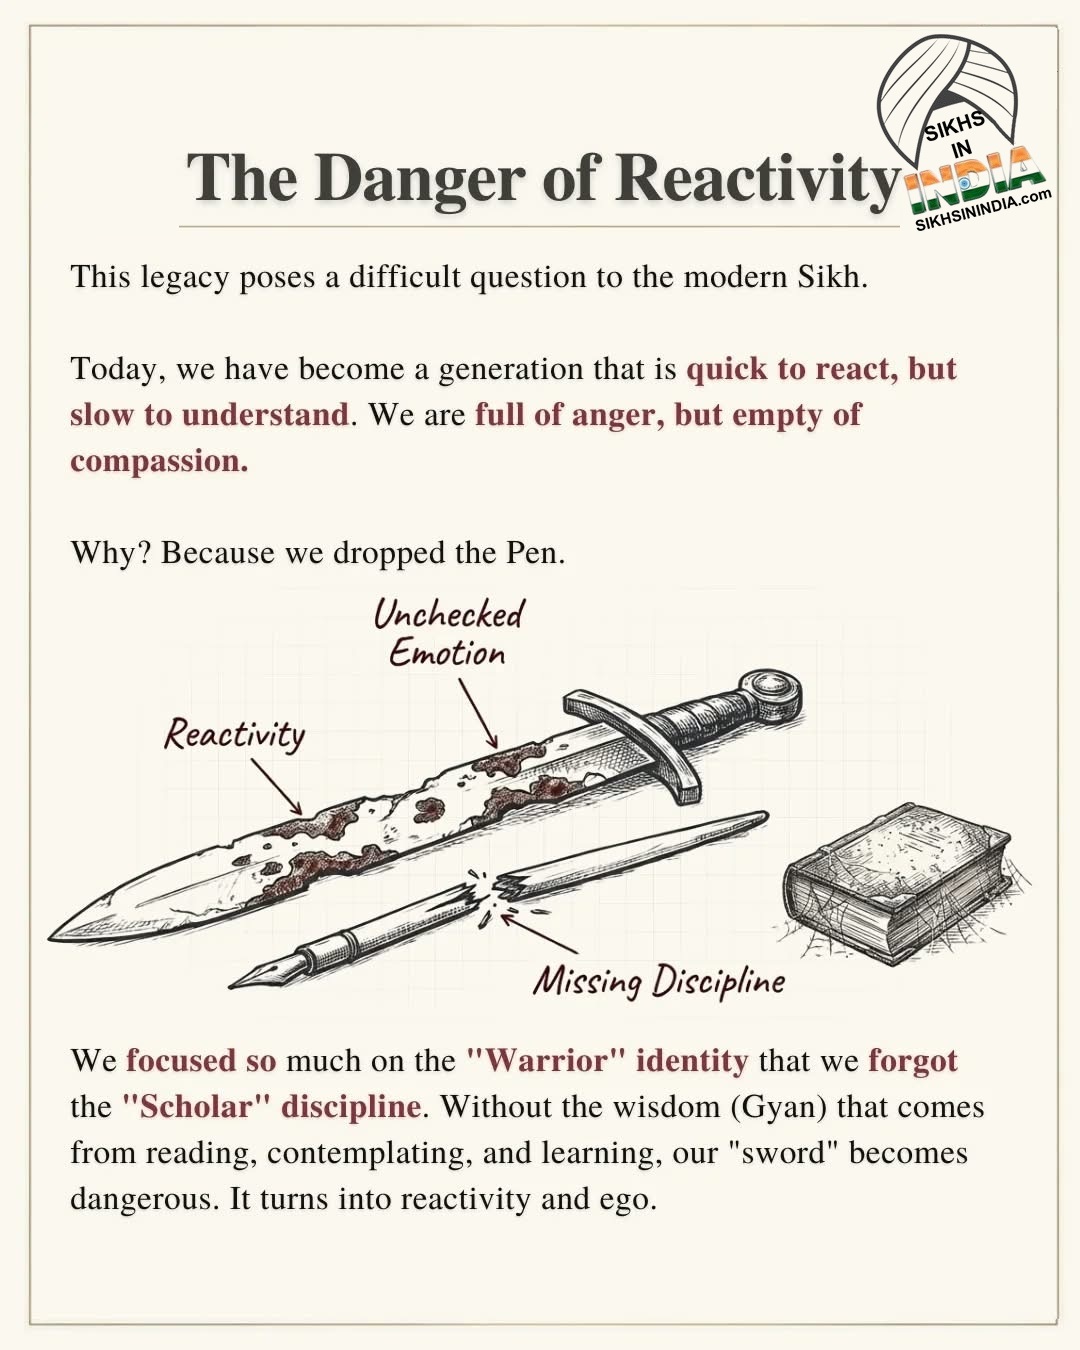 SIKHS
IN
INDIA
SIKHSININDIA.com
The Danger of Reactivity
This legacy poses a difficult question to the modern Sikh.
Today, we have become a generation that is quick to react, but
slow to understand. We are full of anger, but empty of
compassion.
Why? Because we dropped the Pen.
Unchecked
Emotion
Reactivity
Missing Discipline
We focused so much on the "Warrior" identity that we forgot
the "Scholar" discipline. Without the wisdom (Gyan) that comes
from reading, contemplating, and learning, our "sword" becomes
dangerous. It turns into reactivity and ego.